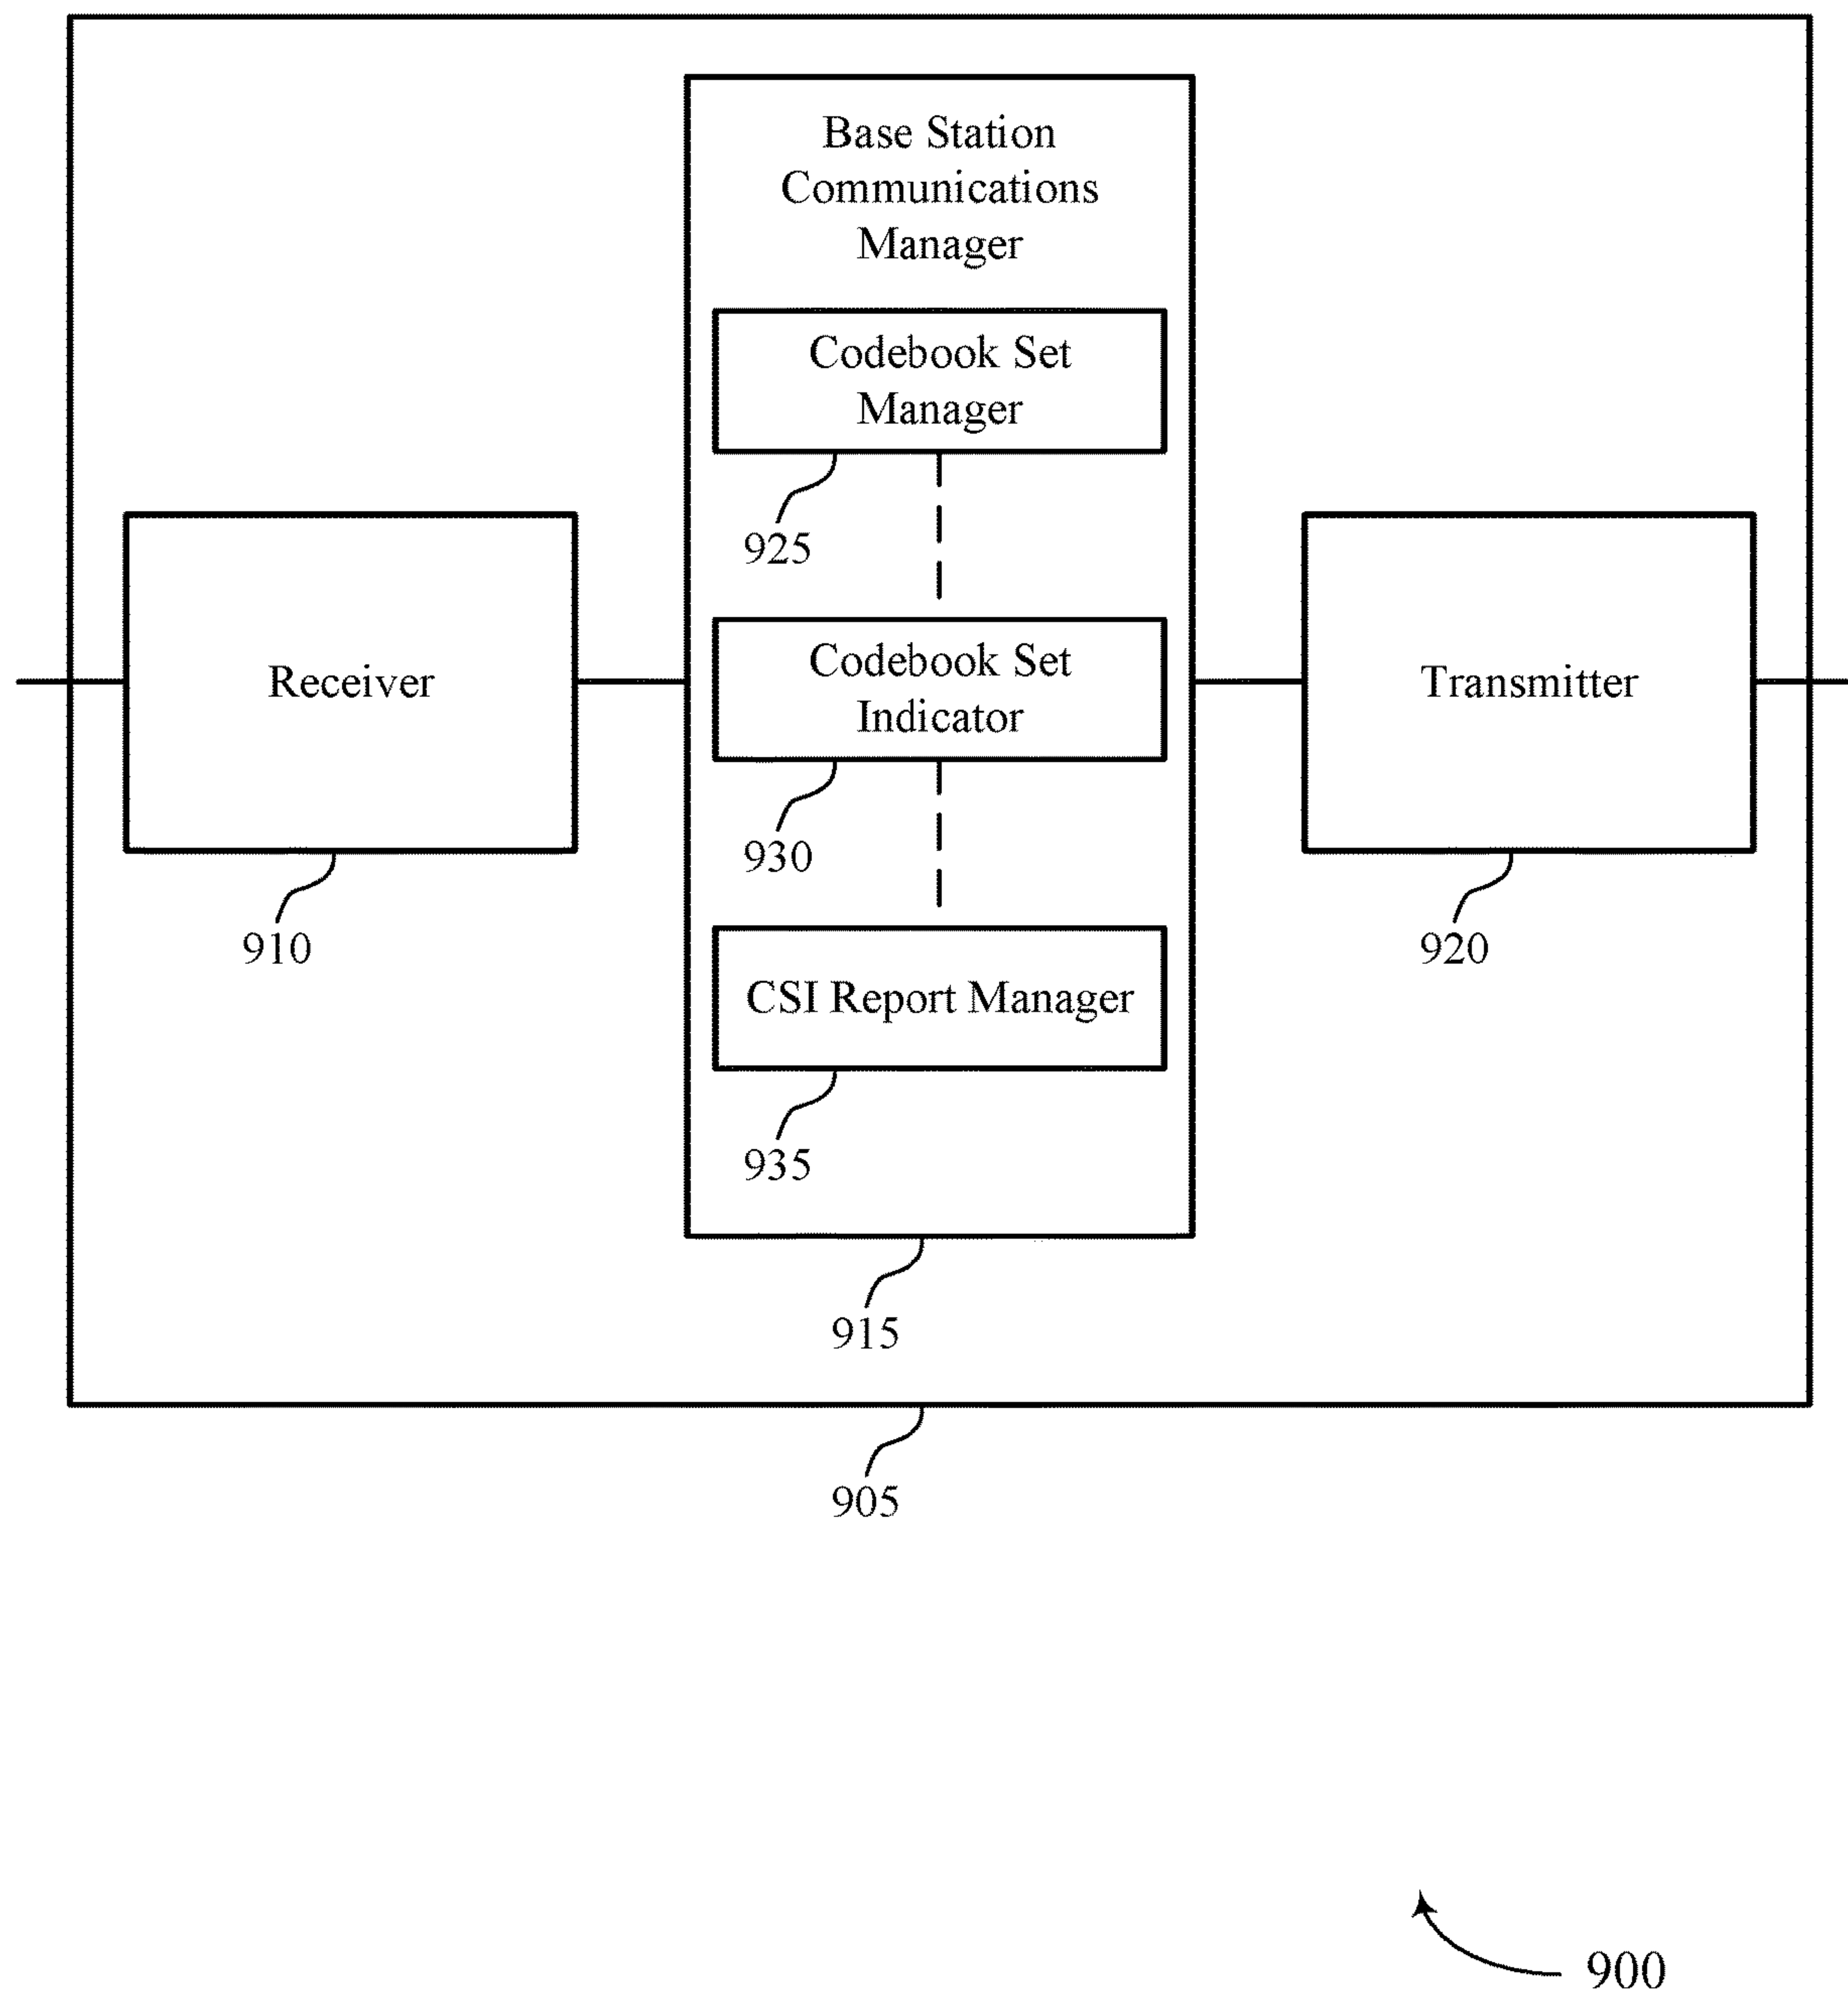 Base Station
Communications
Manager
Codebook Set
Manager
925
Receiver
910
Codebook Set
Indicator
930
Transmitter
920
CSI Report Manager
935
915
905
900